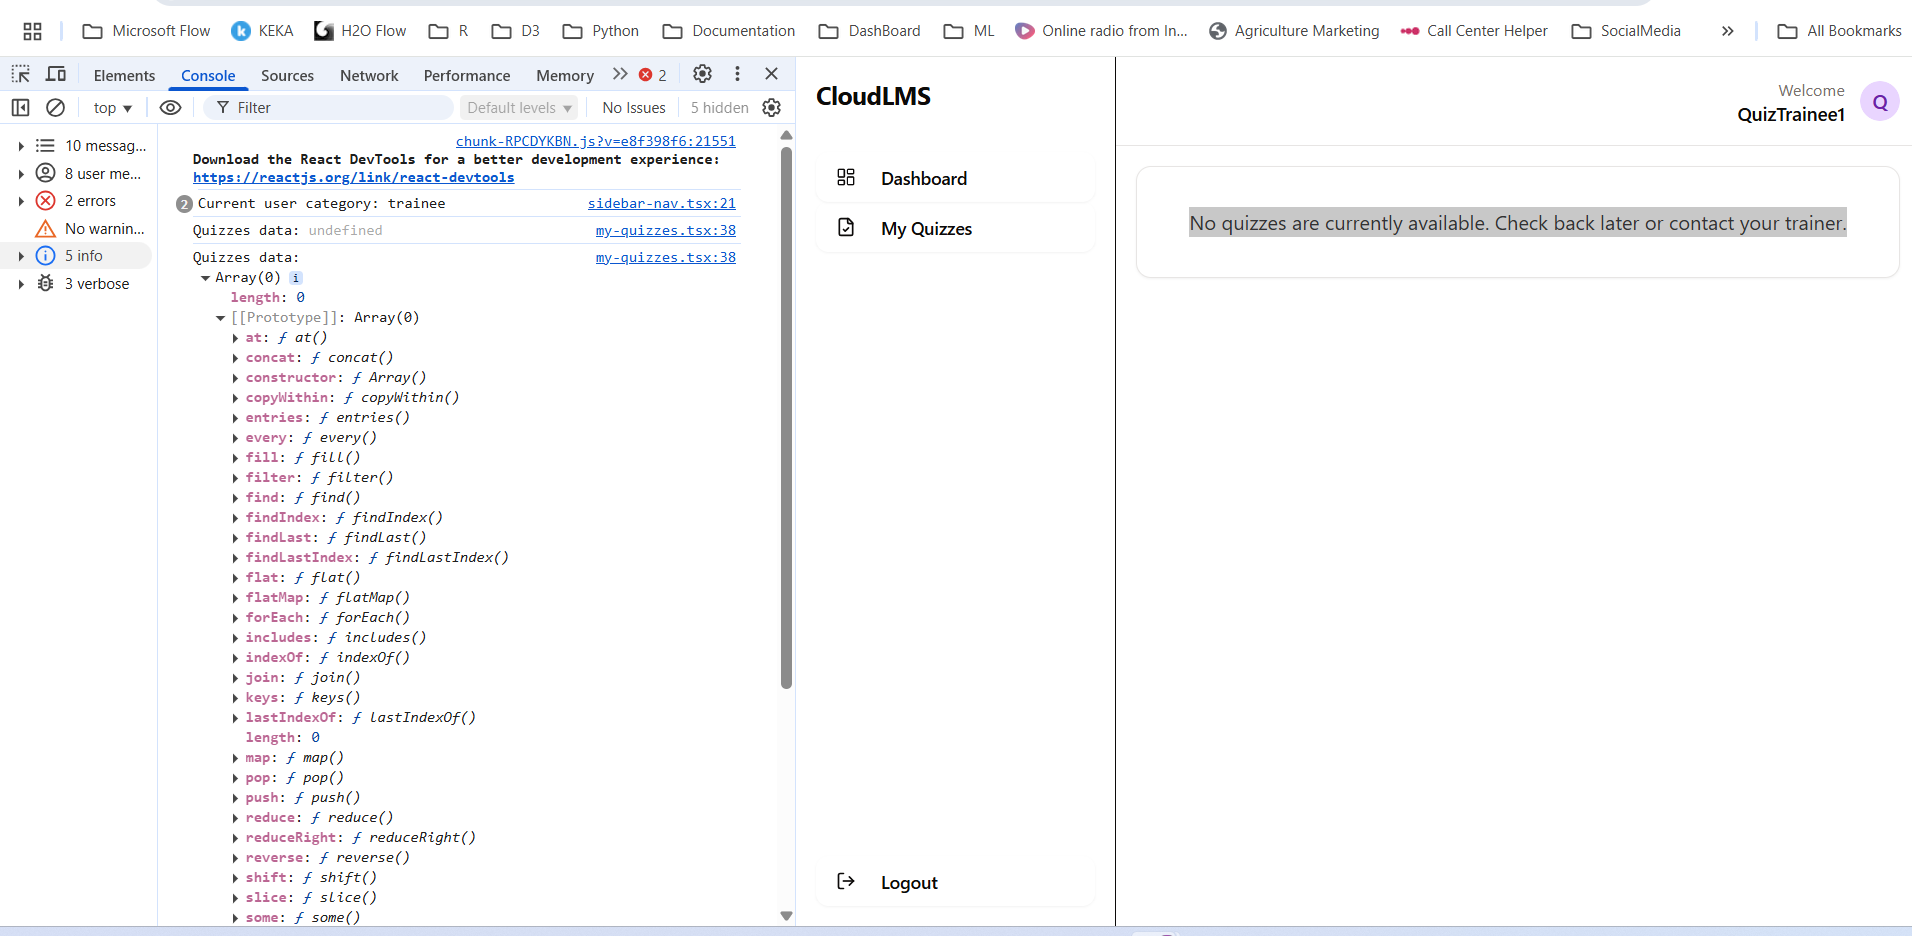 Microsoft Flow KEKA H2O Flow R D3 Python Documentation DashBoard ML Online radio from In... Agriculture Marketing Call Center Helper SocialMedia » All Bookmarks
Elements Console Sources Network Performance Memory 2
top Filter Default levels No Issues 5 hidden
10 messag...
8 user me...
2 errors
No warnin...
5 info
3 verbose
chunk-RPCDYKBN.js?v=e8f398f6:21551
Download the React DevTools for a better development experience:
https://reactjs.org/link/react-devtools
2 Current user category: trainee sidebar-nav.tsx:21
Quizzes data: undefined my-quizzes.tsx:38
Quizzes data: my-quizzes.tsx:38
Array(0) i
length: 0
[[Prototype]]: Array(0)
at: ƒ at()
concat: ƒ concat()
constructor: ƒ Array()
copyWithin: ƒ copyWithin()
entries: ƒ entries()
every: ƒ every()
fill: ƒ fill()
filter: ƒ filter()
find: ƒ find()
findIndex: ƒ findIndex()
findLast: ƒ findLast()
findLastIndex: ƒ findLastIndex()
flat: ƒ flat()
flatMap: ƒ flatMap()
forEach: ƒ forEach()
includes: ƒ includes()
indexOf: ƒ indexOf()
join: ƒ join()
keys: ƒ keys()
lastIndexOf: ƒ lastIndexOf()
length: 0
map: ƒ map()
pop: ƒ pop()
push: ƒ push()
reduce: ƒ reduce()
reduceRight: ƒ reduceRight()
reverse: ƒ reverse()
shift: ƒ shift()
slice: ƒ slice()
some: ƒ some()
CloudLMS
Dashboard
My Quizzes
Logout
Welcome
QuizTrainee1
Q
No quizzes are currently available. Check back later or contact your trainer.